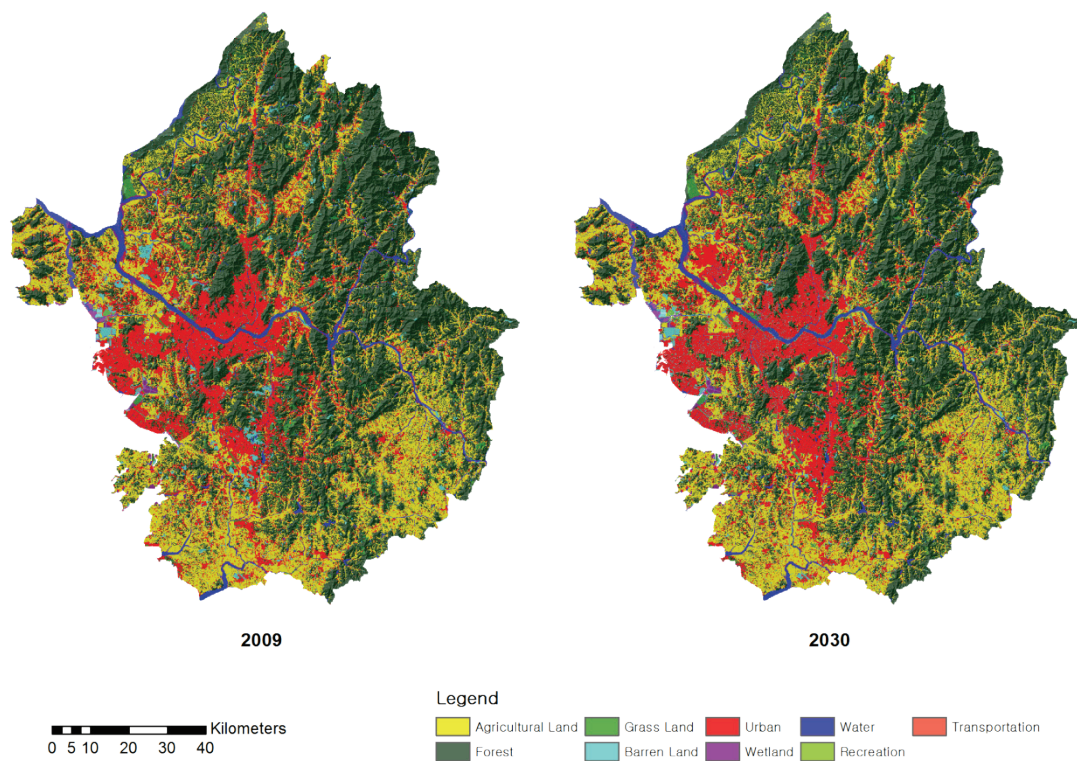 2009
2030
Legend
Kilometers
0 5 10 20 30 40
Agricultural Land Grass Land Urban Water Transportation
Forest Barren Land Wetland Recreation